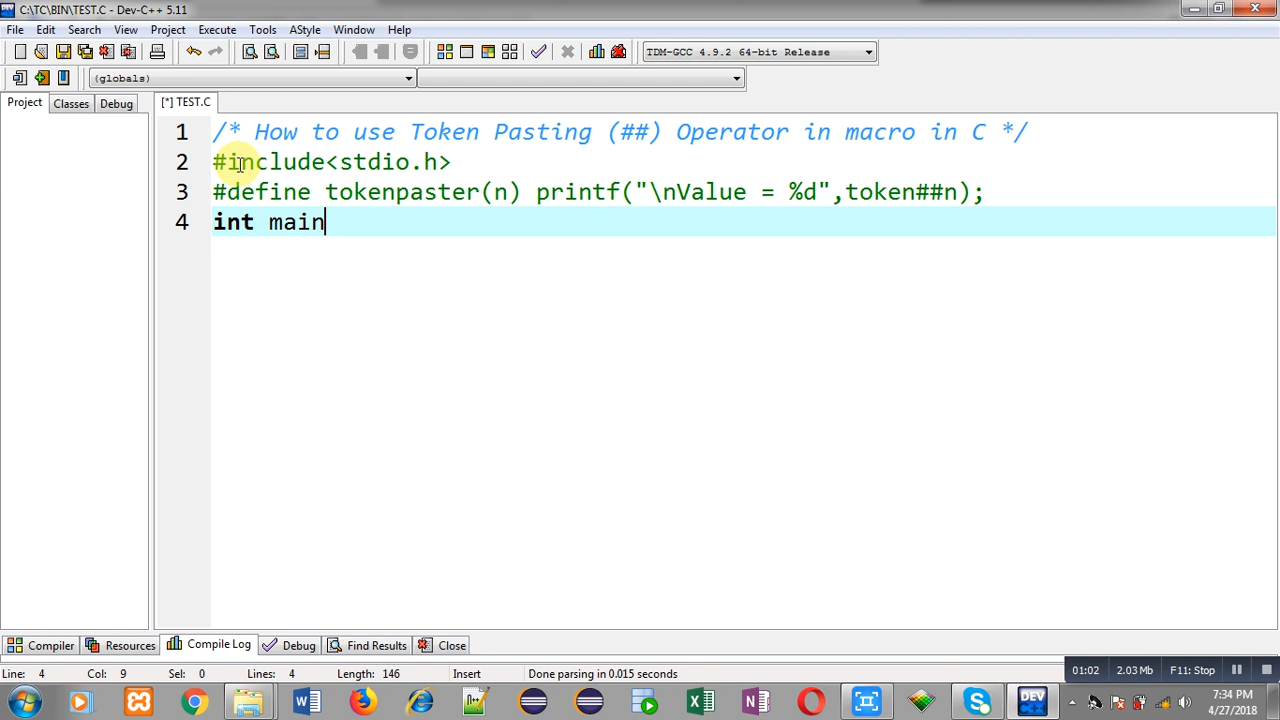 C:\TC\BIN\TEST.C - Dev-C++ 5.11
File Edit Search View Project Execute Tools AStyle Window Help
TDM-GCC 4.9.2 64-bit Release
(globals)
Project Classes Debug [*] TEST.C
1 /* How to use Token Pasting (##) Operator in macro in C */
2 #include<stdio.h>
3 #define tokenpaster(n) printf("\nValue = %d",token##n);
4 int main
Compiler Resources Compile Log Debug Find Results Close
Line: 4 Col: 9 Sel: 0 Lines: 4 Length: 146 Insert Done parsing in 0.015 seconds
01:02 2.03 Mb F11: Stop
7:34 PM
4/27/2018